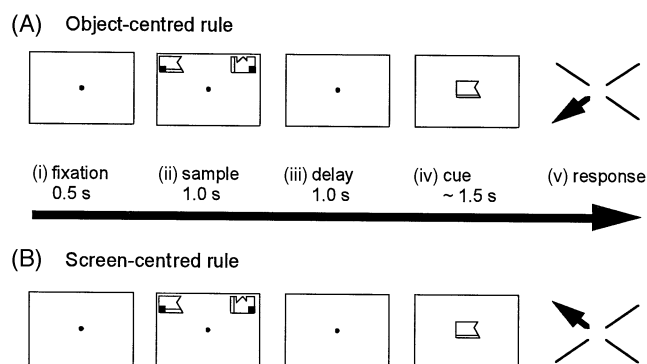 (A) Object-centred rule
(i) fixation (ii) sample (iii) delay (iv) cue (v) response
0.5 s 1.0 s 1.0 s ~ 1.5 s
(B) Screen-centred rule